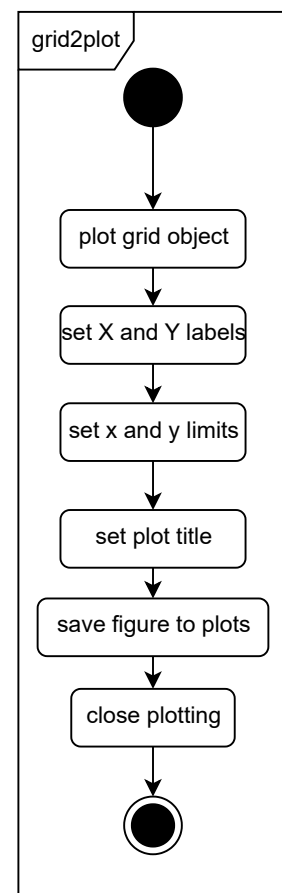 grid2plot
plot grid object
set X and Y labels
set x and y limits
set plot title
save figure to plots
close plotting